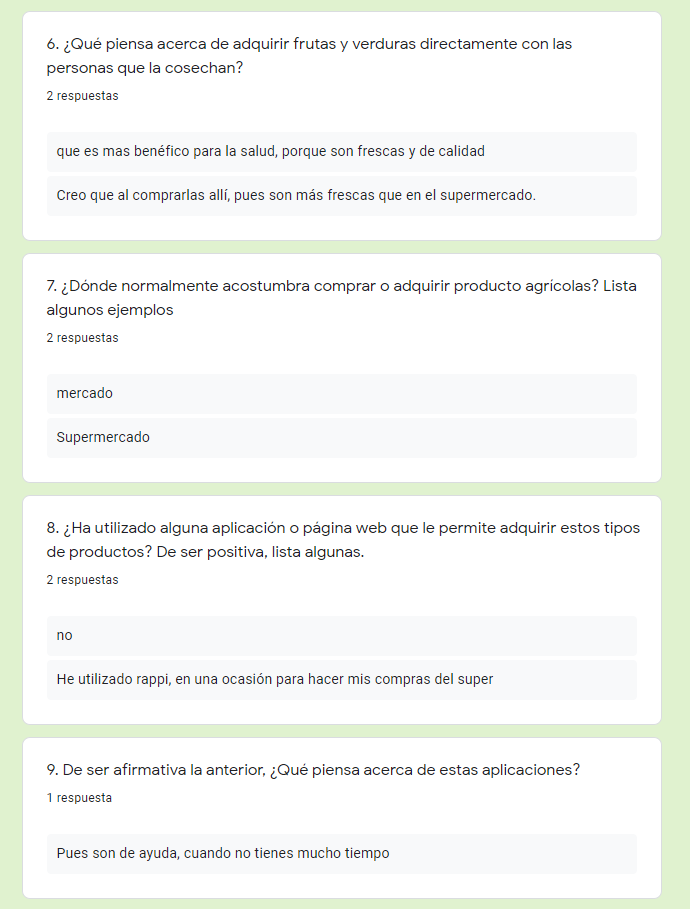 6. ¿Qué piensa acerca de adquirir frutas y verduras directamente con las
personas que la cosechan?
2 respuestas
que es mas benéfico para la salud, porque son frescas y de calidad
Creo que al comprarlas allí, pues son más frescas que en el supermercado.
7. ¿Dónde normalmente acostumbra comprar o adquirir producto agrícolas? Lista
algunos ejemplos
2 respuestas
mercado
Supermercado
8. ¿Ha utilizado alguna aplicación o página web que le permite adquirir estos tipos
de productos? De ser positiva, lista algunas.
2 respuestas
no
He utilizado rappi, en una ocasión para hacer mis compras del super
9. De ser afirmativa la anterior, ¿Qué piensa acerca de estas aplicaciones?
1 respuesta
Pues son de ayuda, cuando no tienes mucho tiempo